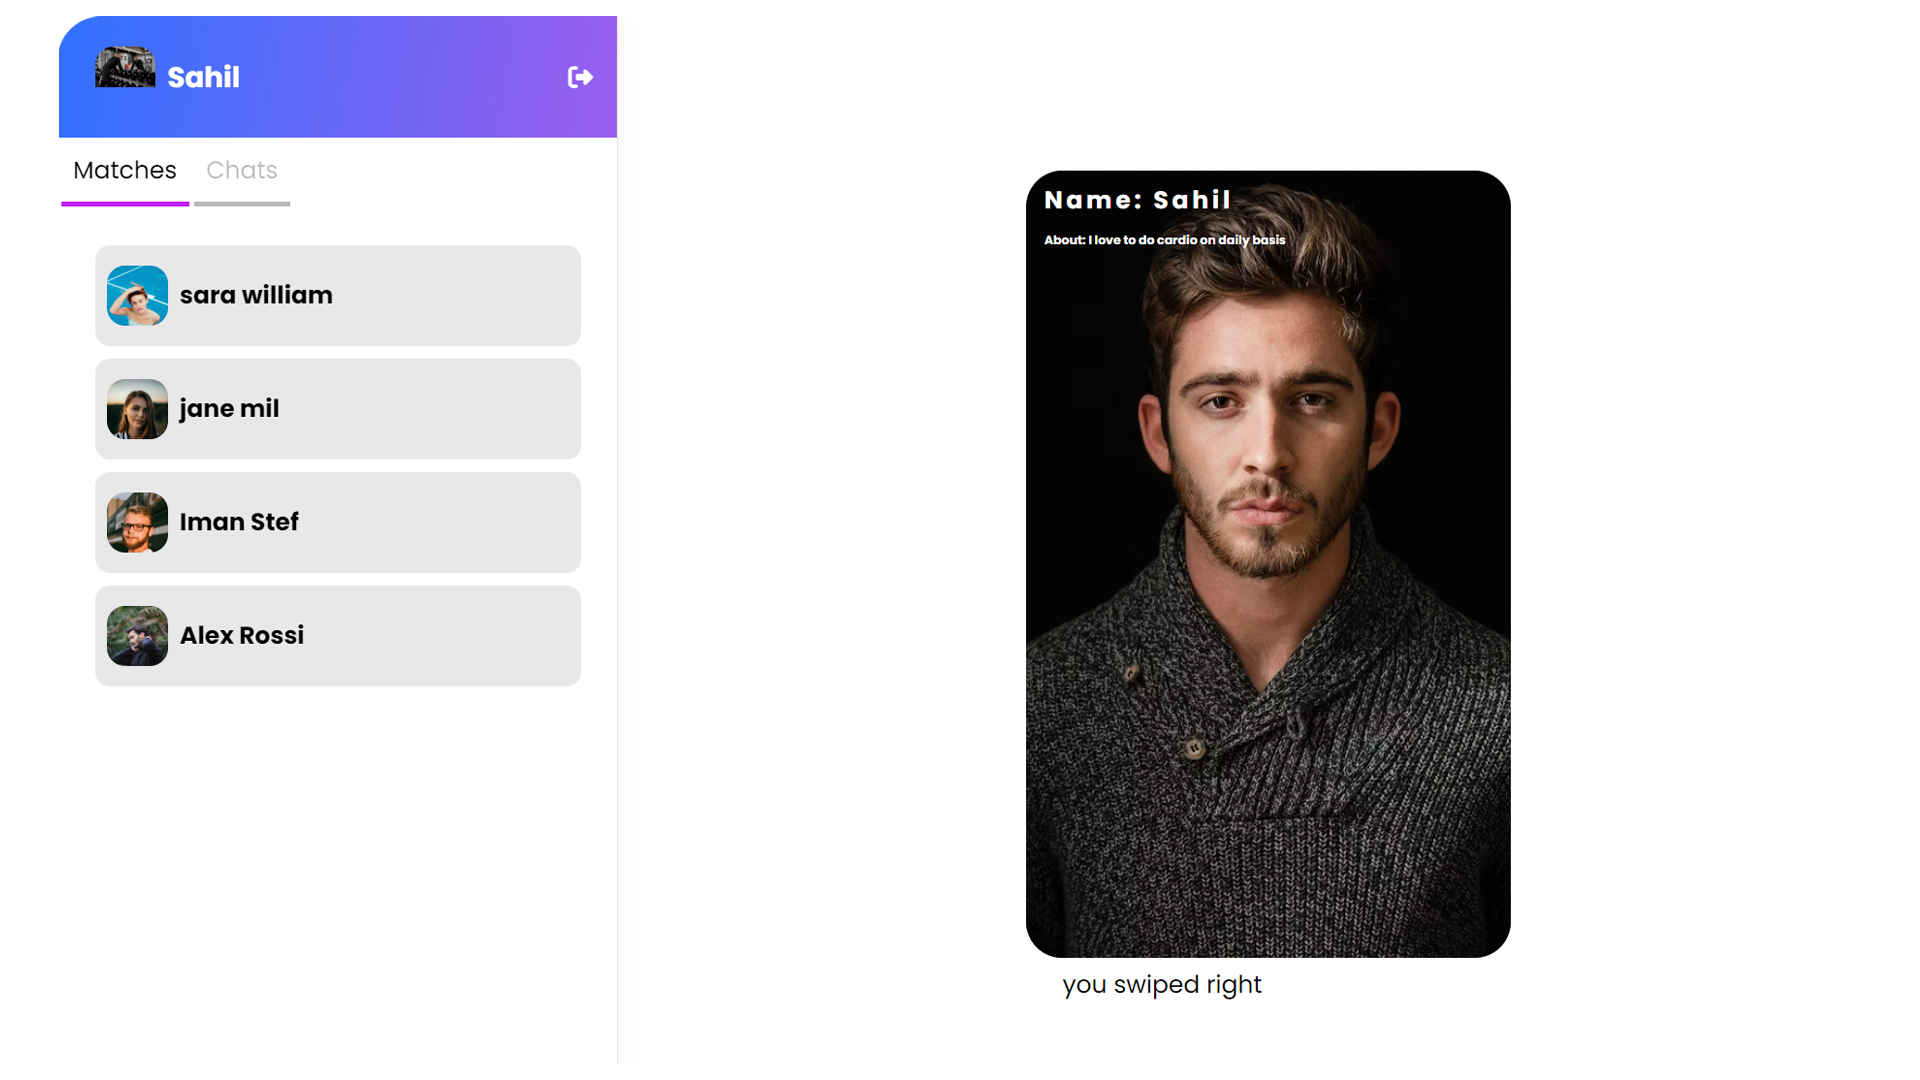 Sahil
Matches
Chats
sara william
jane mil
Iman Stef
Alex Rossi
Name: Sahil
About: I love to do cardio on daily basis
you swiped right